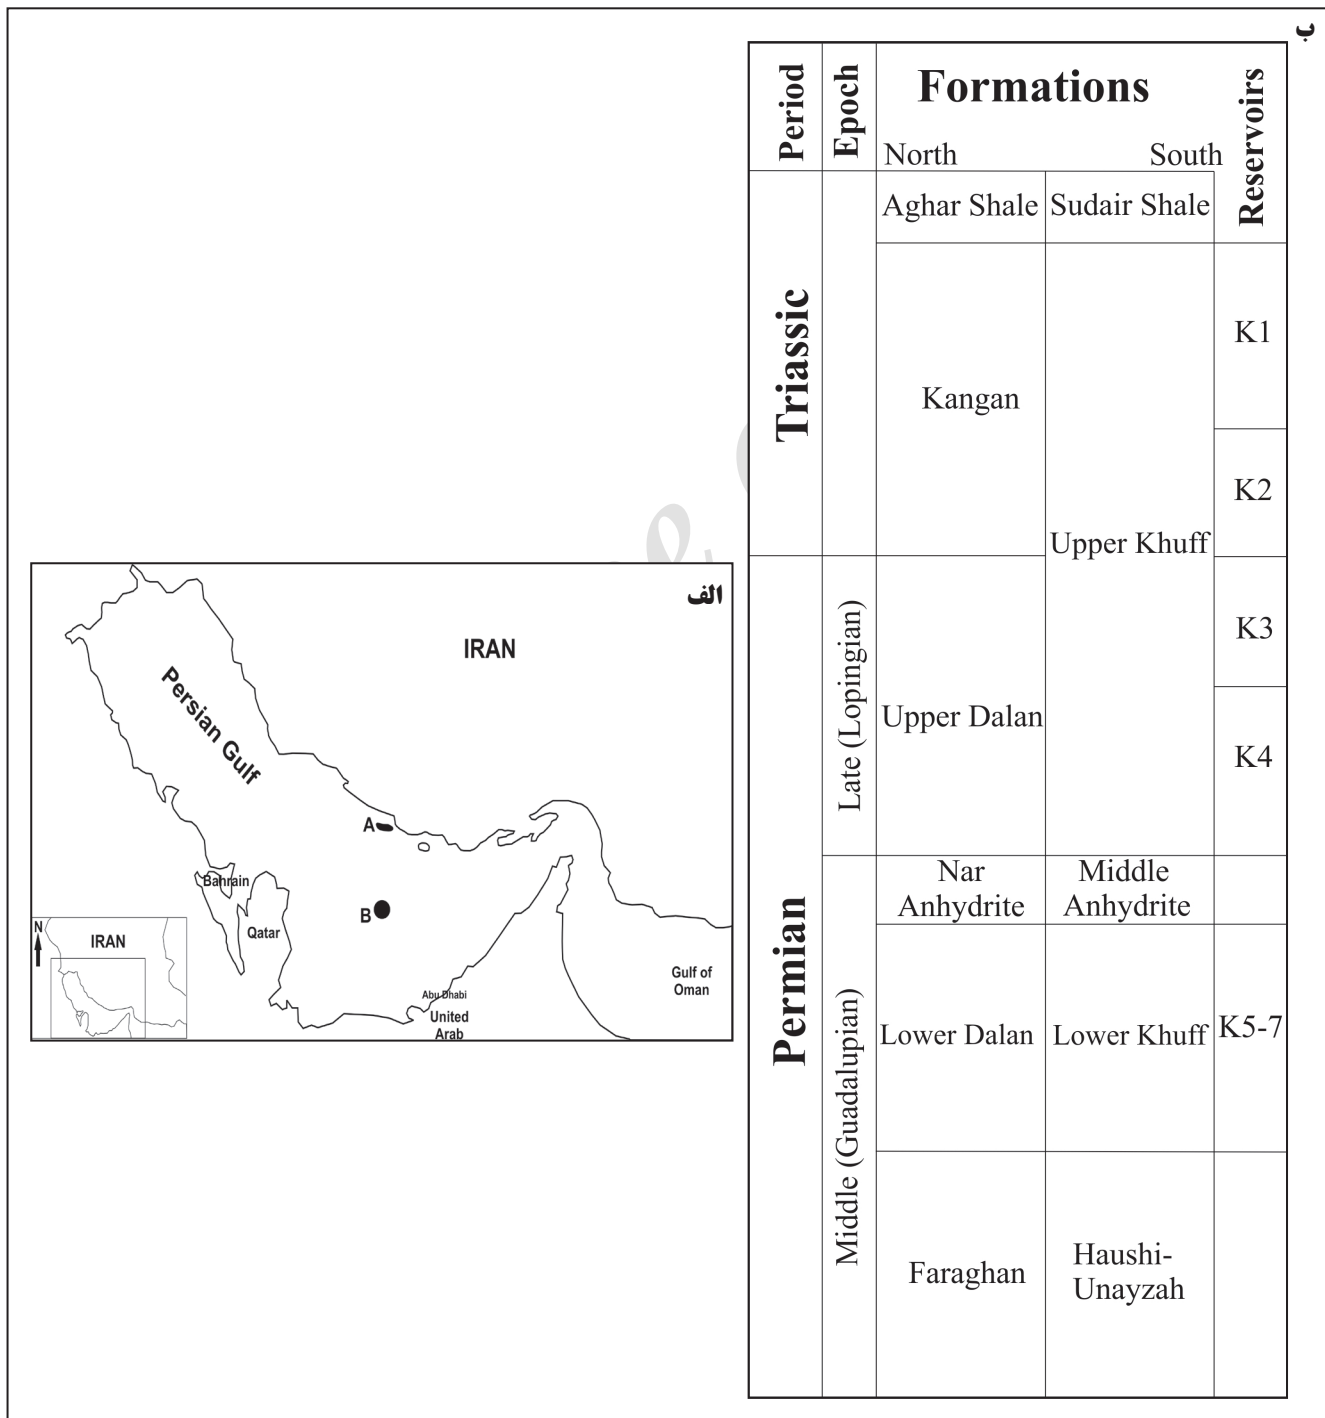 ب
Period
Epoch
Formations
North
South
Reservoirs
Triassic
Aghar Shale
Sudair Shale
Kangan
Upper Khuff
K1
K2
Permian
Late (Lopingian)
Upper Dalan
K3
K4
Middle (Guadalupian)
Nar
Anhydrite
Middle
Anhydrite
Lower Dalan
Lower Khuff
K5-7
Faraghan
Haushi-
Unayzah
الف
IRAN
Persian Gulf
A
B
Bahrain
Qatar
Abu Dhabi
United
Arab
Gulf of
Oman
N
IRAN